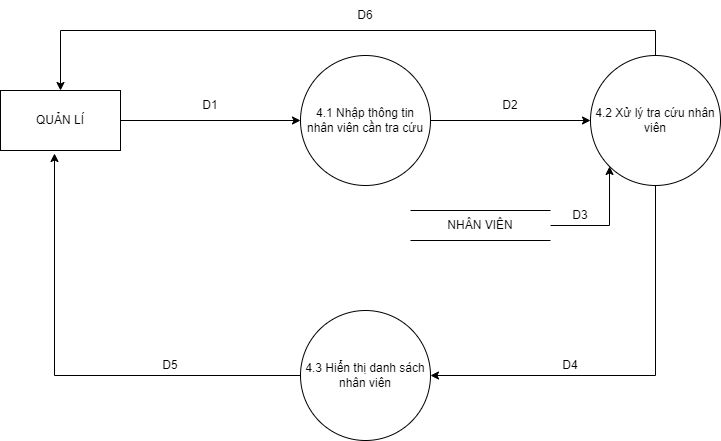 D6
QUẢN LÍ
D1
4.1 Nhập thông tin
nhân viên cần tra cứu
D2
4.2 Xử lý tra cứu nhân
viên
NHÂN VIÊN
D3
4.3 Hiển thị danh sách
nhân viên
D5
D4